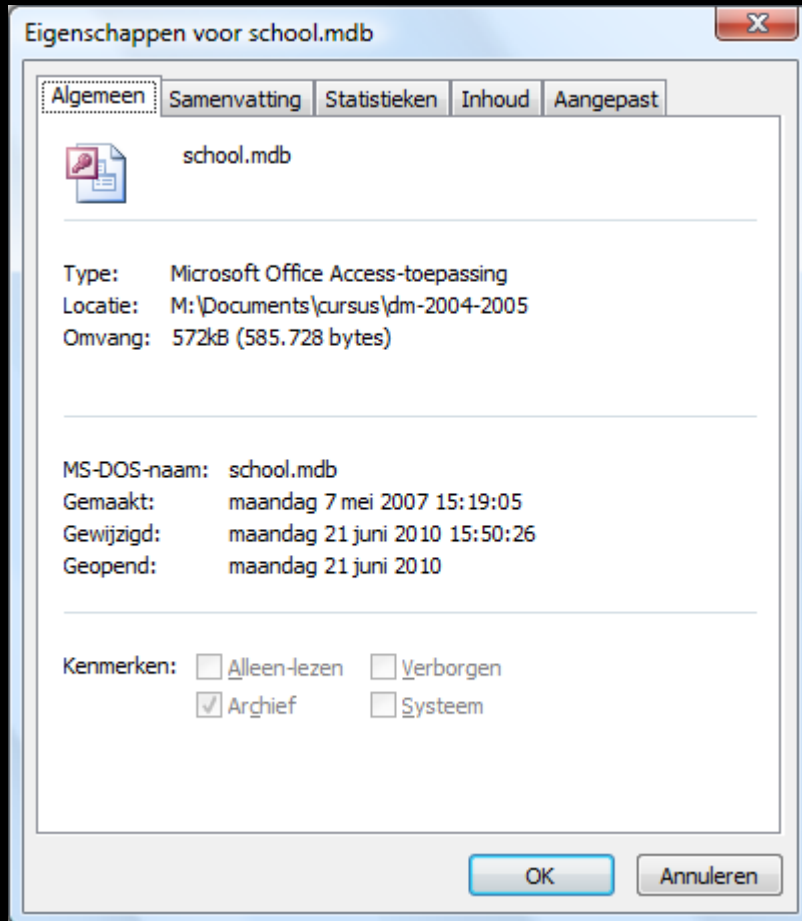 Eigenschappen voor school.mdb
Algemeen Samenvatting Statistieken Inhoud Aangepast
school.mdb
Type: Microsoft Office Access-toepassing
Locatie: M:\Documents\cursus\dm-2004-2005
Omvang: 572kB (585.728 bytes)
MS-DOS-naam: school.mdb
Gemaakt: maandag 7 mei 2007 15:19:05
Gewijzigd: maandag 21 juni 2010 15:50:26
Geopend: maandag 21 juni 2010
Kenmerken: Alleen-lezen Verborgen
Archief Systeem
OK Annuleren